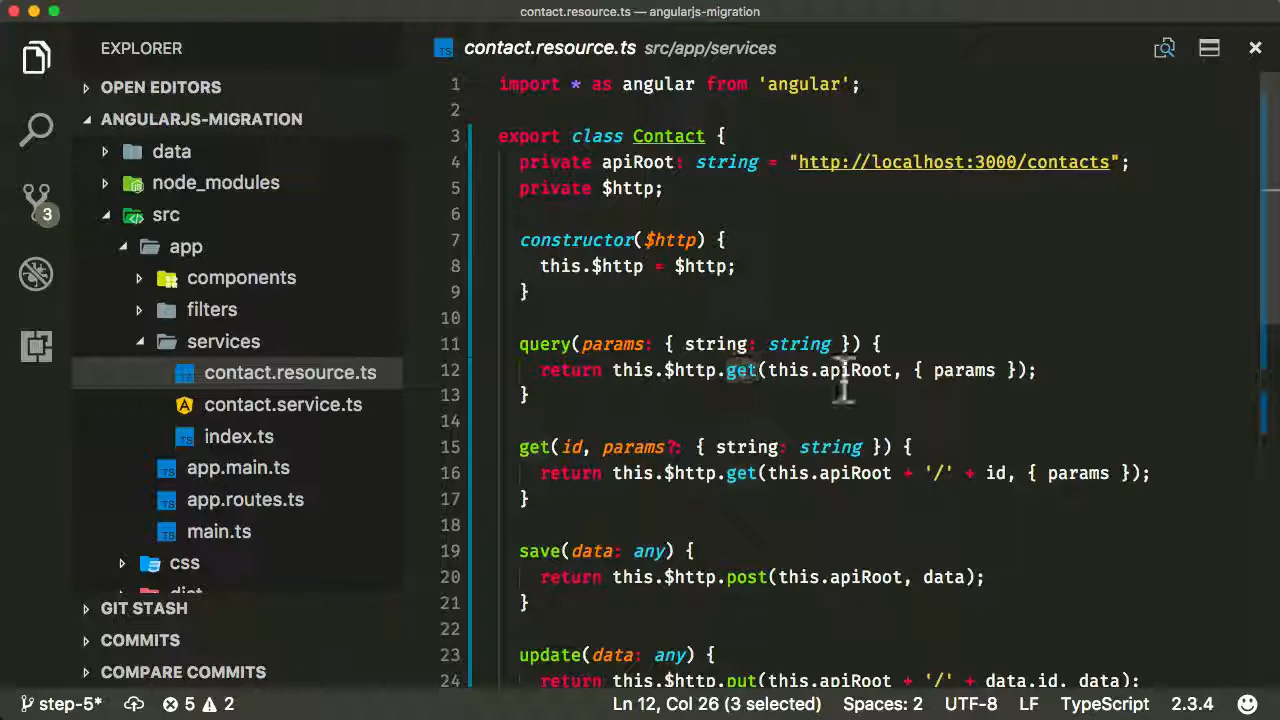 contact.resource.ts — angularjs-migration
EXPLORER
OPEN EDITORS
ANGULARJS-MIGRATION
data
node_modules
src
app
components
filters
services
contact.resource.ts
contact.service.ts
index.ts
app.main.ts
app.routes.ts
main.ts
css
GIT STASH
COMMITS
COMPARE COMMITS
3
TS contact.resource.ts src/app/services
1 import * as angular from 'angular';
2
3 export class Contact {
4 private apiRoot: string = "http://localhost:3000/contacts";
5 private $http;
6
7 constructor($http) {
8 this.$http = $http;
9 }
10
11 query(params: { string: string }) {
12 return this.$http.get(this.apiRoot, { params });
13 }
14
15 get(id, params?: { string: string }) {
16 return this.$http.get(this.apiRoot + '/' + id, { params });
17 }
18
19 save(data: any) {
20 return this.$http.post(this.apiRoot, data);
21 }
22
23 update(data: any) {
24 return this.$http.put(this.apiRoot + '/' + data.id, data);
step-5* 5 2 Ln 12, Col 26 (3 selected) Spaces: 2 UTF-8 LF TypeScript 2.3.4